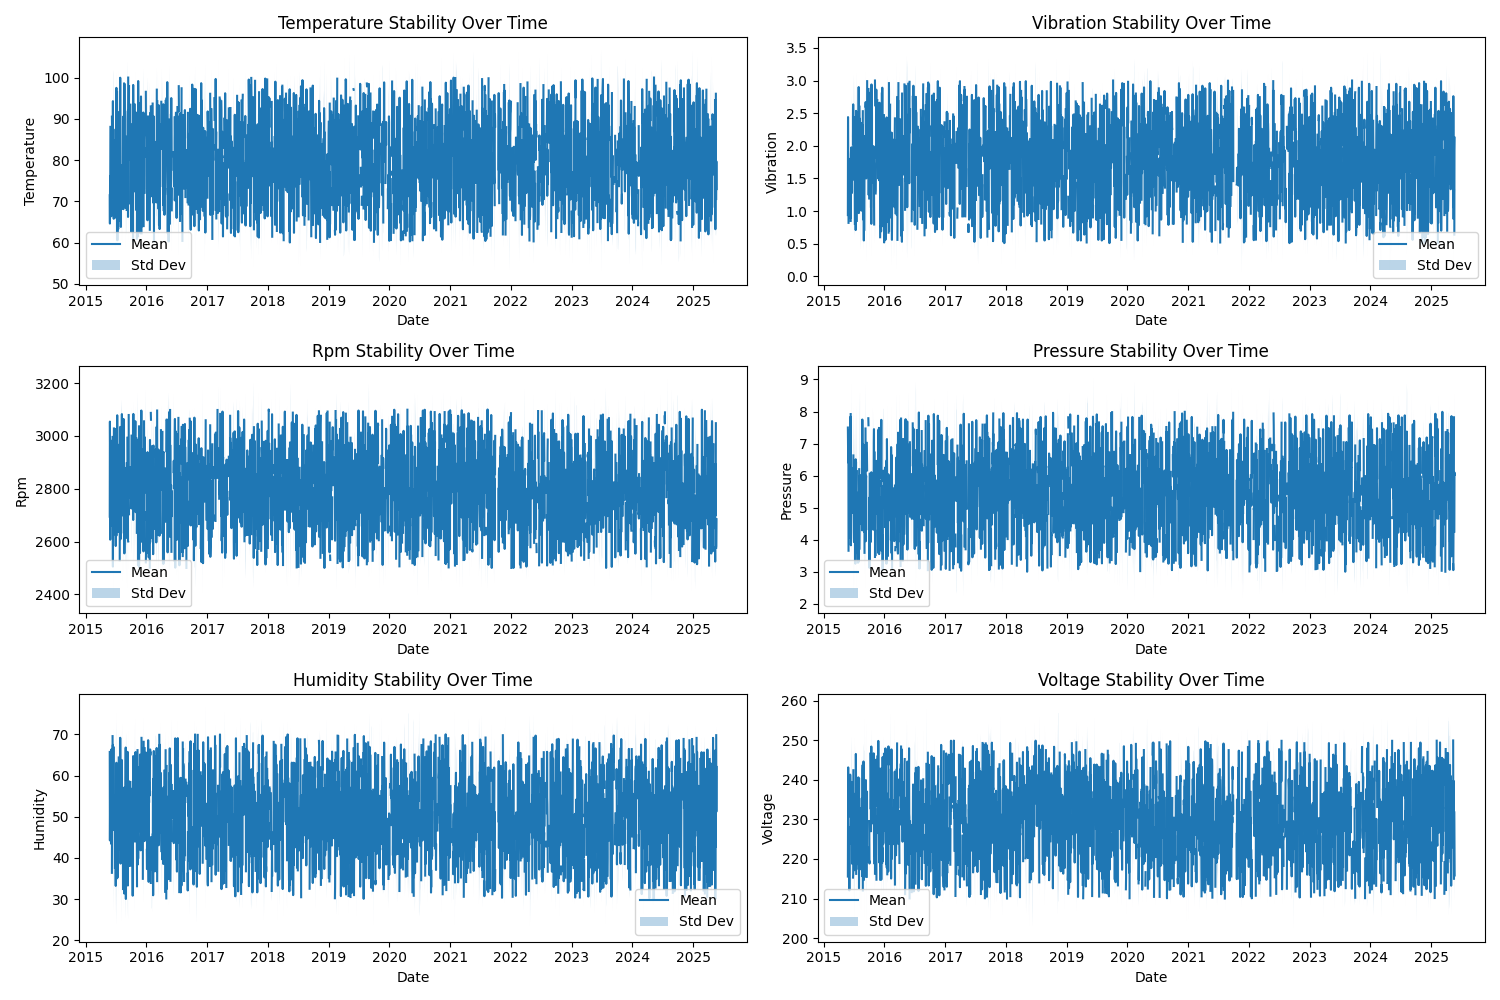 Temperature Stability Over Time
Temperature
100
90
80
70
60
50
Mean
Std Dev
2015 2016 2017 2018 2019 2020 2021 2022 2023 2024 2025
Date
Vibration Stability Over Time
Vibration
3.5
3.0
2.5
2.0
1.5
1.0
0.5
0.0
Mean
Std Dev
2015 2016 2017 2018 2019 2020 2021 2022 2023 2024 2025
Date
Rpm Stability Over Time
Rpm
3200
3000
2800
2600
2400
Mean
Std Dev
2015 2016 2017 2018 2019 2020 2021 2022 2023 2024 2025
Date
Pressure Stability Over Time
Pressure
9
8
7
6
5
4
3
2
Mean
Std Dev
2015 2016 2017 2018 2019 2020 2021 2022 2023 2024 2025
Date
Humidity Stability Over Time
Humidity
70
60
50
40
30
20
Mean
Std Dev
2015 2016 2017 2018 2019 2020 2021 2022 2023 2024 2025
Date
Voltage Stability Over Time
Voltage
260
250
240
230
220
210
200
Mean
Std Dev
2015 2016 2017 2018 2019 2020 2021 2022 2023 2024 2025
Date